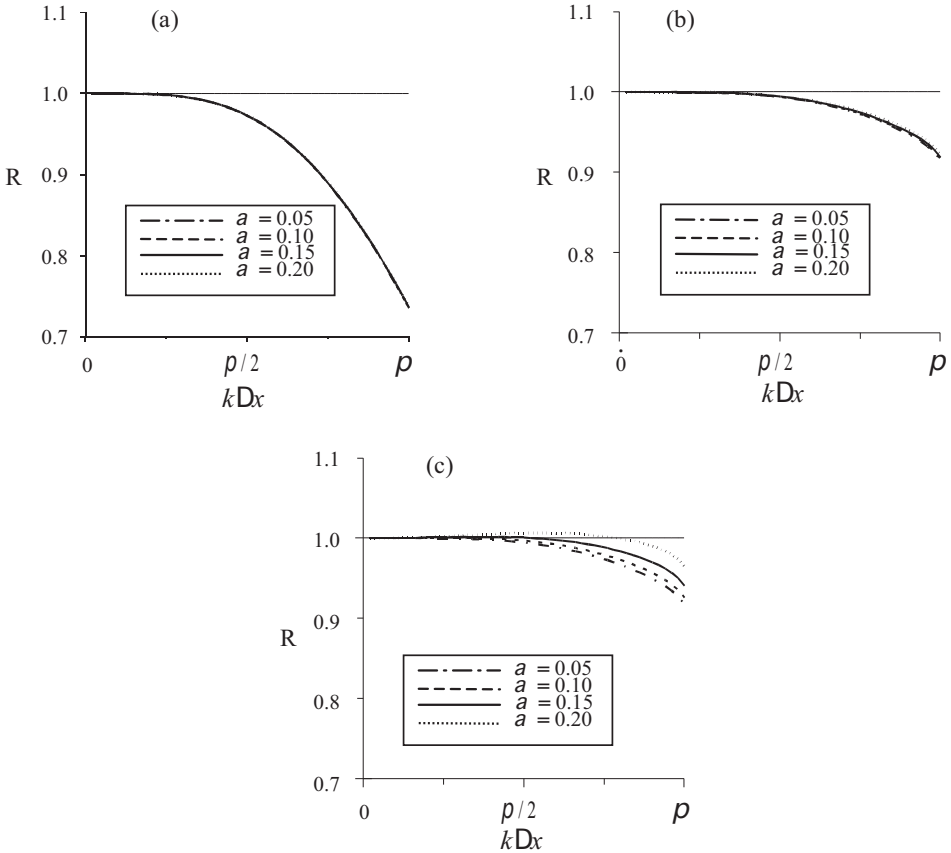 (a)
1.1
1.0
0.9
0.8
0.7
R
a = 0.05
a = 0.10
a = 0.15
a = 0.20
0
p / 2
p
kDx
(b)
1.1
1.0
0.9
0.8
0.7
R
a = 0.05
a = 0.10
a = 0.15
a = 0.20
0
p / 2
p
kDx
(c)
1.1
1.0
0.9
0.8
0.7
R
a = 0.05
a = 0.10
a = 0.15
a = 0.20
0
p / 2
p
kDx